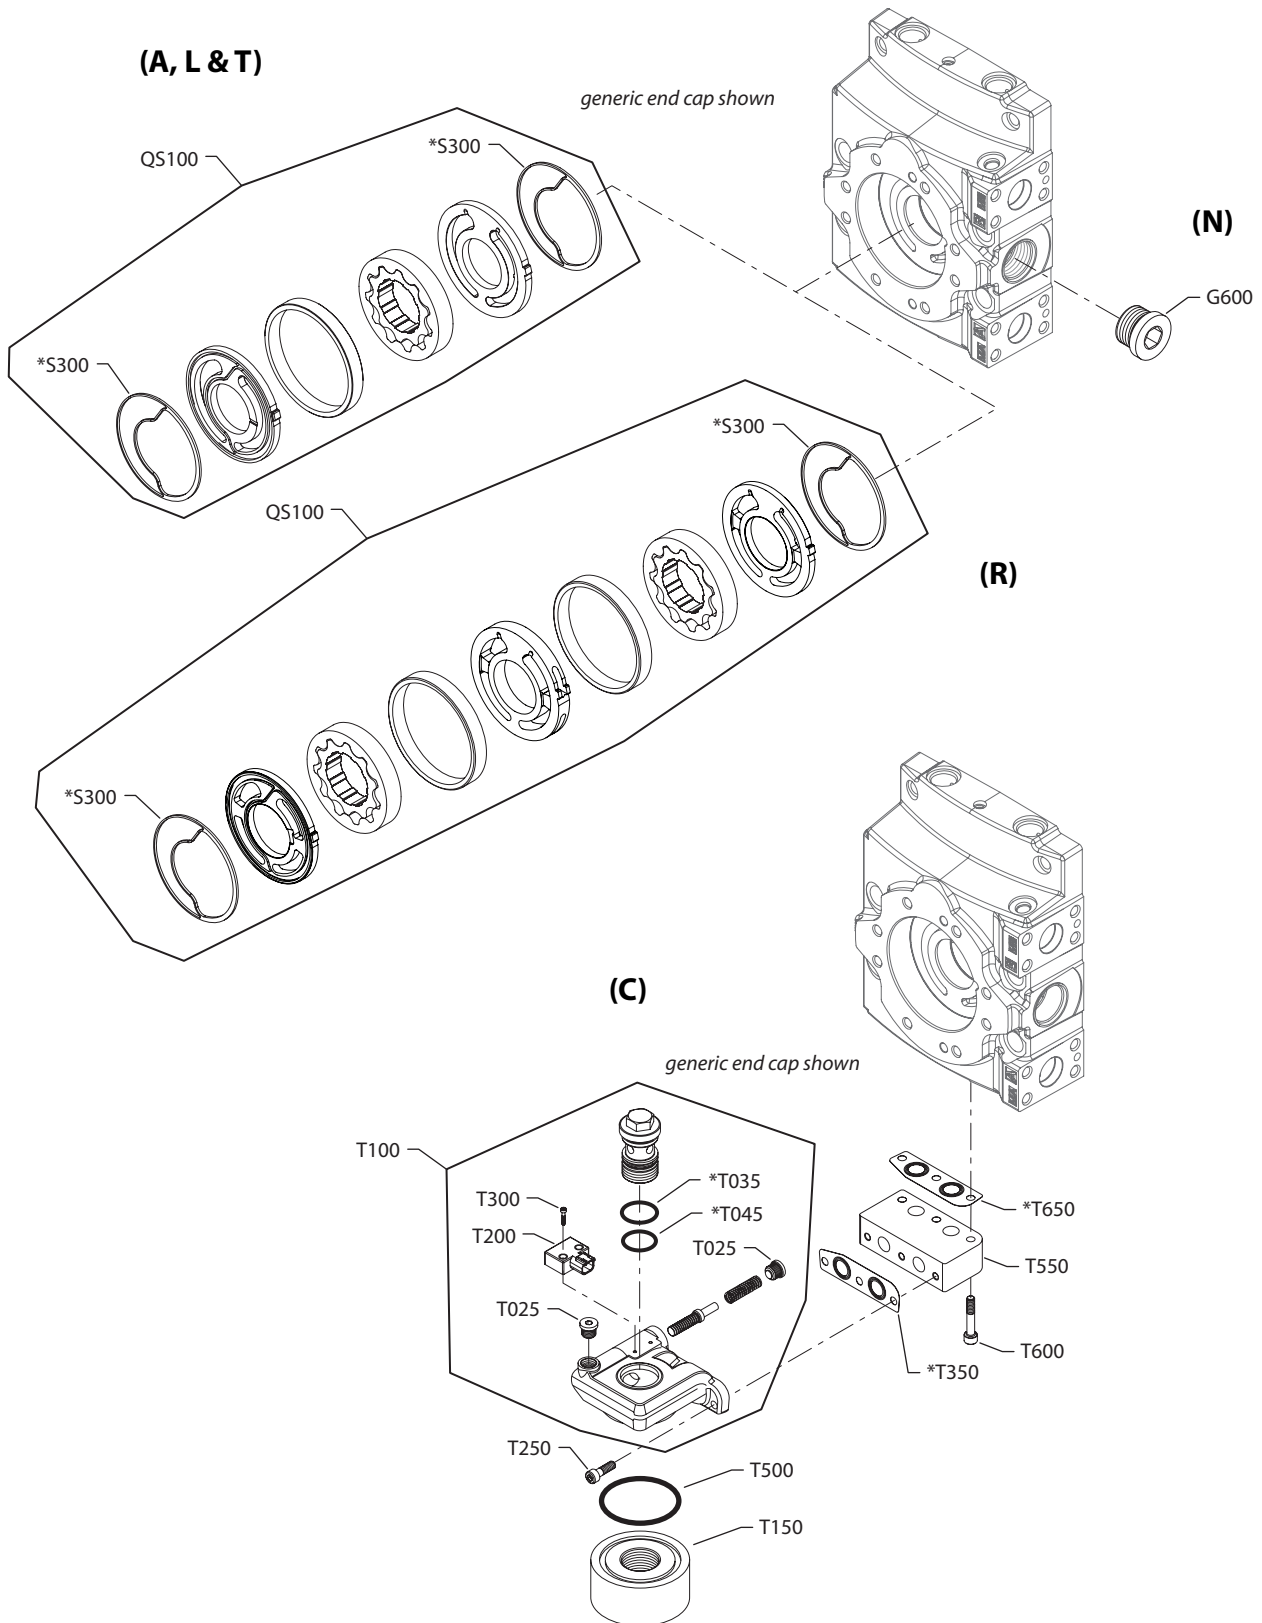 (A, L & T)
generic end cap shown
*S300
QS100
(N)
G600
*S300
*S300
QS100
(R)
*S300
(C)
generic end cap shown
T100
*T035
T300
*T650
*T045
T200
T025
T550
T025
T600
*T350
T250
T500
T150